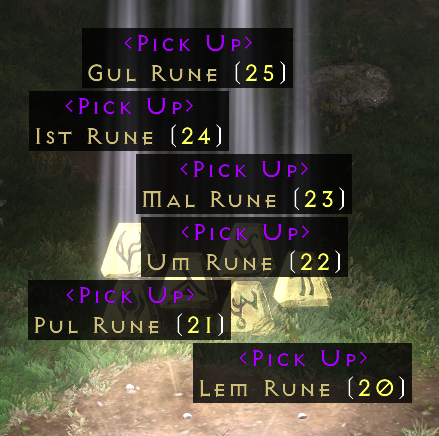 <Pick Up>
Gul Rune (25)
<Pick Up>
Ist Rune (24)
<Pick Up>
Mal Rune (23)
<Pick Up>
Um Rune (22)
<Pick Up>
Pul Rune (21)
<Pick Up>
Lem Rune (20)